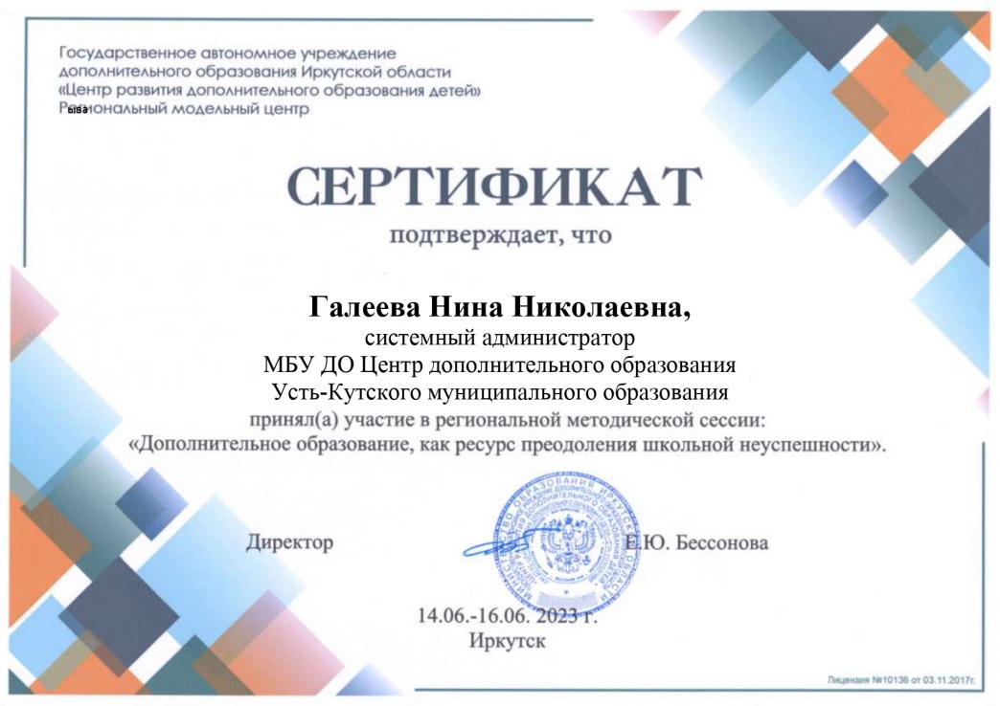 Государственное автономное учреждение
дополнительного образования Иркутской области
«Центр развития дополнительного образования детей»
Региональный модельный центр
ыва
СЕРТИФИКАТ
подтверждает, что
Галеева Нина Николаевна,
системный администратор
МБУ ДО Центр дополнительного образования
Усть-Кутского муниципального образования
принял(а) участие в региональной методической сессии:
«Дополнительное образование, как ресурс преодоления школьной неуспешности».
Директор Е.Ю. Бессонова
14.06.-16.06. 2023 г.
Иркутск
Лицензия №10136 от 03.11.2017г.